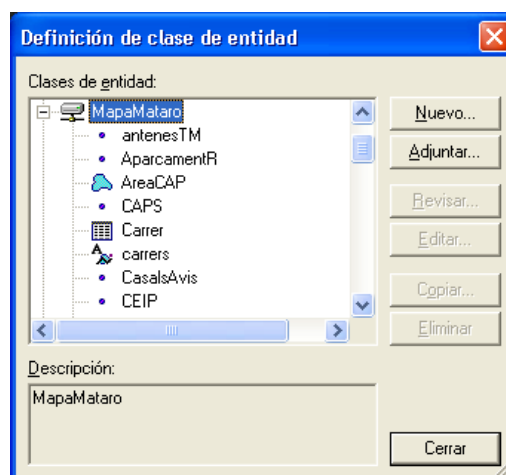 Definición de clase de entidad
Clases de entidad:
MapaMataro
antenesTM
AparcamentR
AreaCAP
CAPS
Carrer
carrers
CasalsAvis
CEIP
Nuevo...
Adjuntar...
Revisar...
Editar...
Copiar...
Eliminar
Descripción:
MapaMataro
Cerrar